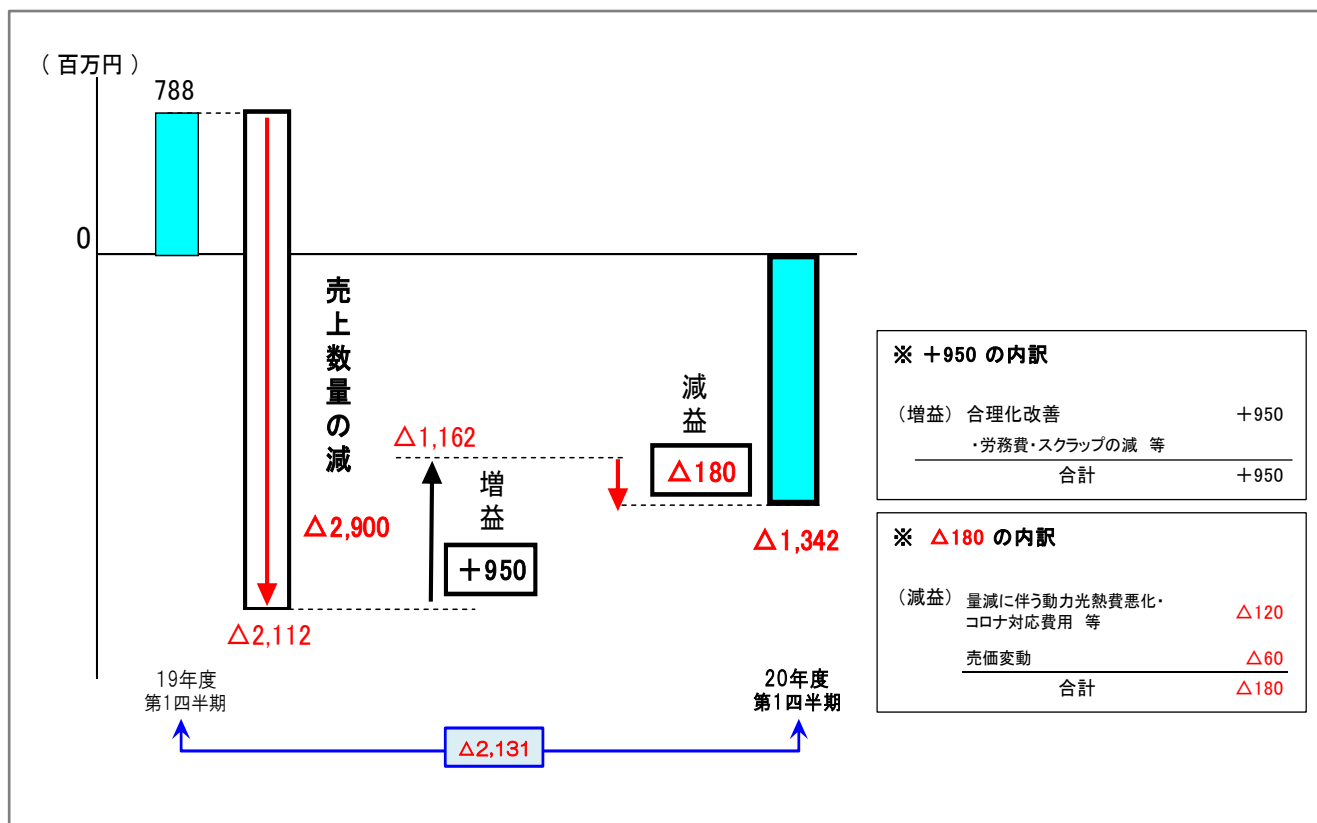 （ 百万円 ）
788
0
売上数量の減
△2,900
△2,112
△1,162
増益
＋950
減益
△180
△1,342
19年度
第1四半期
20年度
第1四半期
△2,131
※ ＋950 の内訳
（増益） 合理化改善 ＋950
・労務費・スクラップの減 等
合計 ＋950
※ △180 の内訳
（減益） 量減に伴う動力光熱費悪化・
コロナ対応費用 等 △120
売価変動 △60
合計 △180